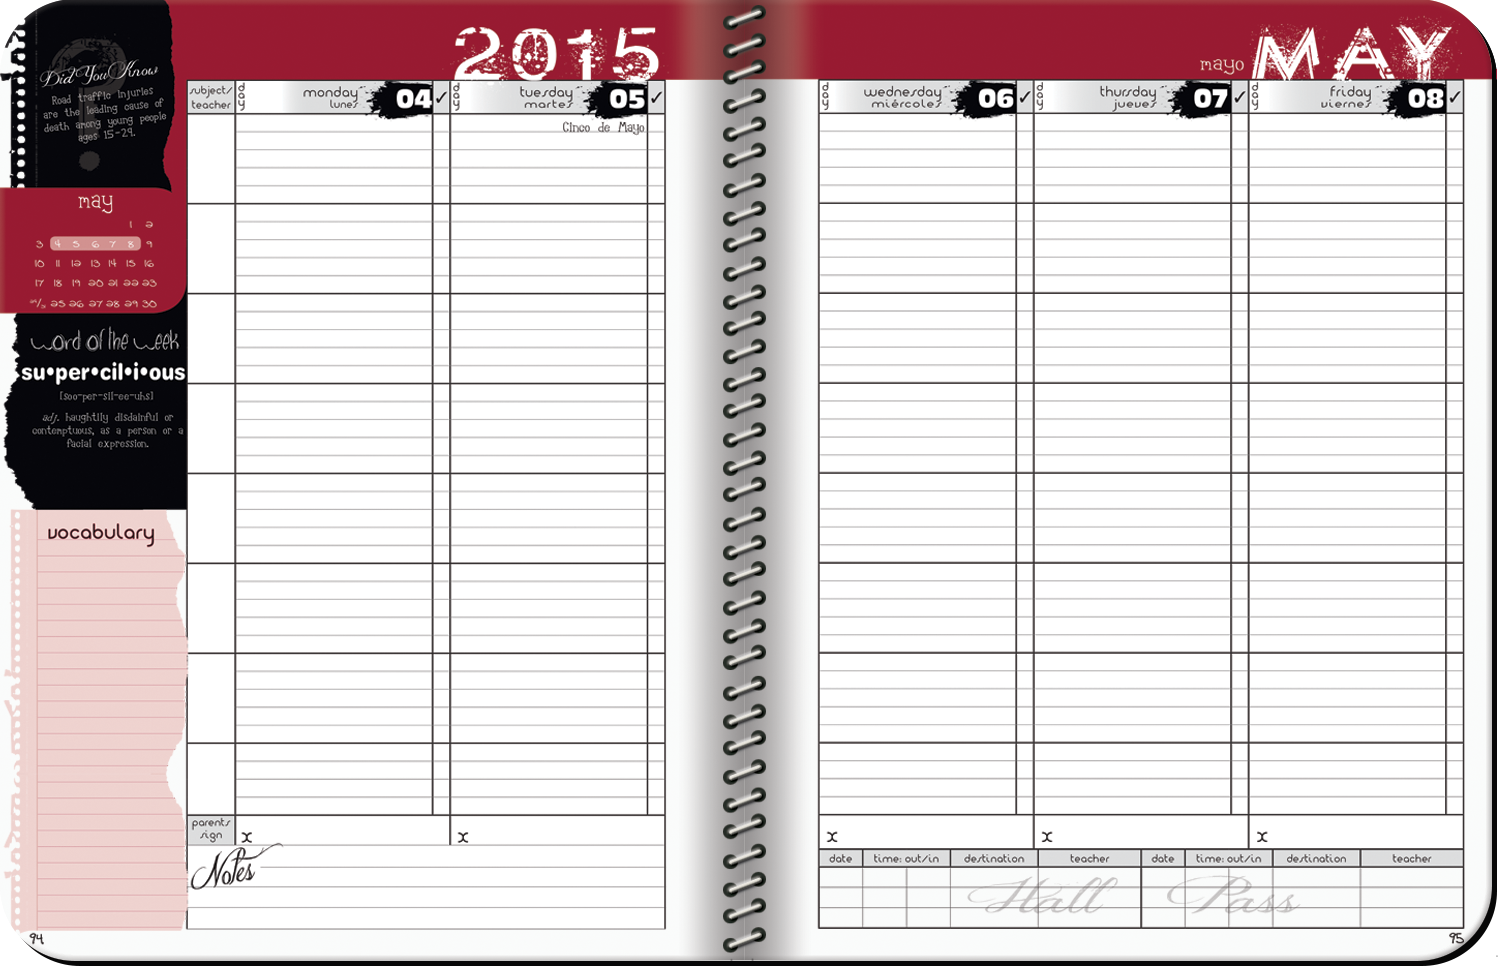 2015
MAY
mayo
Did You Know
Road traffic injuries
are the leading cause of
death among young people
ages 15-29.
may
1 2
3 4 5 6 7 8 9
10 11 12 13 14 15 16
17 18 19 20 21 22 23
24/31 25 26 27 28 29 30
word of the week
su•per•cil•i•ous
[soo-per-sil-ee-uhs]
adj. haughtily disdainful or
contemptuous, as a person or a
facial expression.
vocabulary
94
subject/
teacher
day
monday
lunes
04 ✓
day
tuesday
martes
05 ✓
Cinco de Mayo
parent/
sign
x
x
Notes
day
wednesday
miércoles
06 ✓
day
thursday
jueves
07 ✓
day
friday
viernes
08 ✓
x
x
x
date time: out/in destination teacher date time: out/in destination teacher
Hall Pass
95